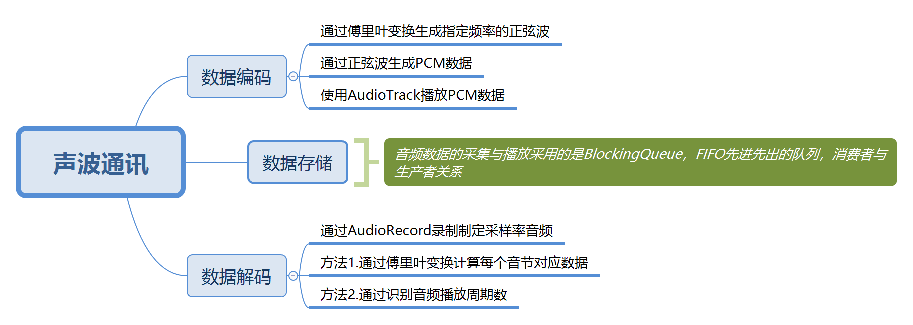 通过傅里叶变换生成指定频率的正弦波
通过正弦波生成PCM数据
使用AudioTrack播放PCM数据
数据编码
声波通讯
数据存储
音频数据的采集与播放采用的是BlockingQueue，FIFO先进先出的队列，消费者与
生产者关系
数据解码
通过AudioRecord录制制定采样率音频
方法1.通过傅里叶变换计算每个音节对应数据
方法2.通过识别音频播放周期数